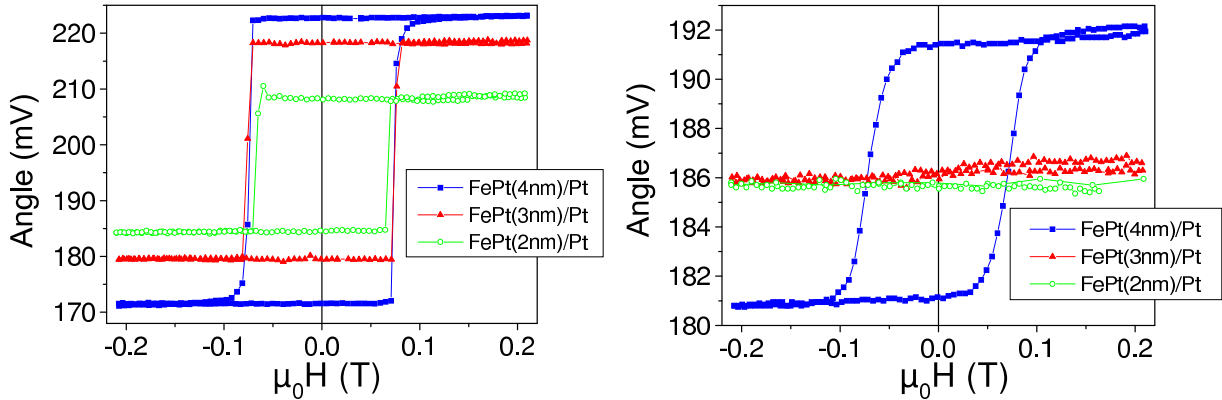 220
210
200
190
180
170
Angle (mV)
FePt(4nm)/Pt
FePt(3nm)/Pt
FePt(2nm)/Pt
-0.2
-0.1
0.0
0.1
0.2
μ0H (T)
192
190
188
186
184
182
180
Angle (mV)
FePt(4nm)/Pt
FePt(3nm)/Pt
FePt(2nm)/Pt
-0.2
-0.1
0.0
0.1
0.2
μ0H (T)